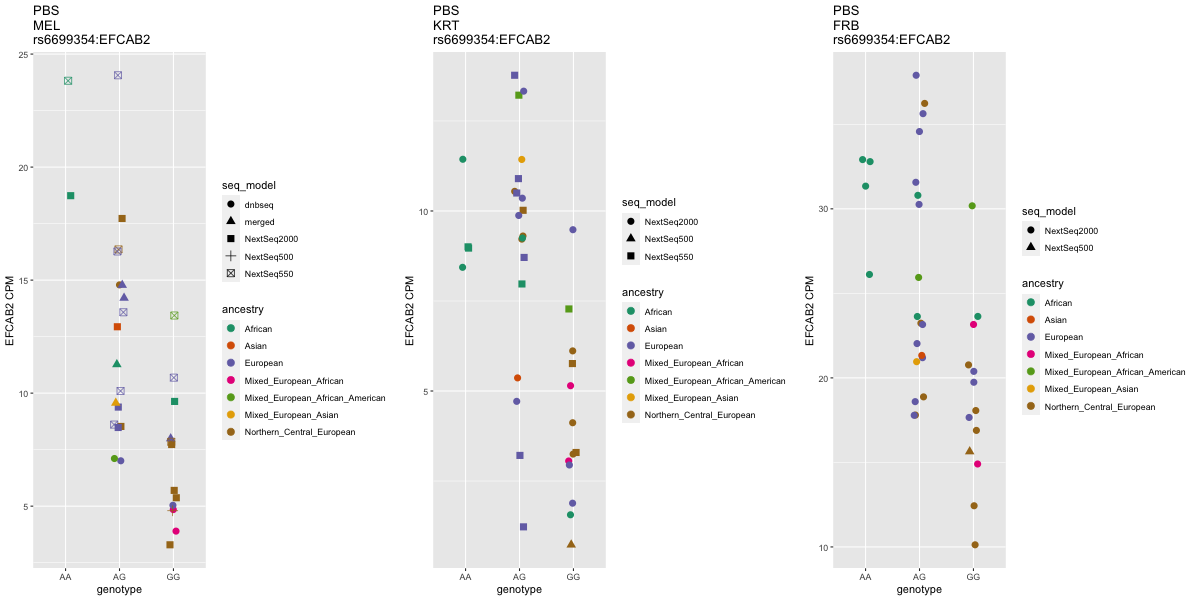 PBS
MEL
rs6699354:EFCAB2
25
20
15
10
5
EFCAB2 CPM
AA
AG
GG
genotype
seq_model
dnbseq
merged
NextSeq2000
NextSeq500
NextSeq550
ancestry
African
Asian
European
Mixed_European_African
Mixed_European_African_American
Mixed_European_Asian
Northern_Central_European
PBS
KRT
rs6699354:EFCAB2
10
5
EFCAB2 CPM
AA
AG
GG
genotype
seq_model
NextSeq2000
NextSeq500
NextSeq550
ancestry
African
Asian
European
Mixed_European_African
Mixed_European_African_American
Mixed_European_Asian
Northern_Central_European
PBS
FRB
rs6699354:EFCAB2
30
20
10
EFCAB2 CPM
AA
AG
GG
genotype
seq_model
NextSeq2000
NextSeq500
ancestry
African
Asian
European
Mixed_European_African
Mixed_European_African_American
Mixed_European_Asian
Northern_Central_European